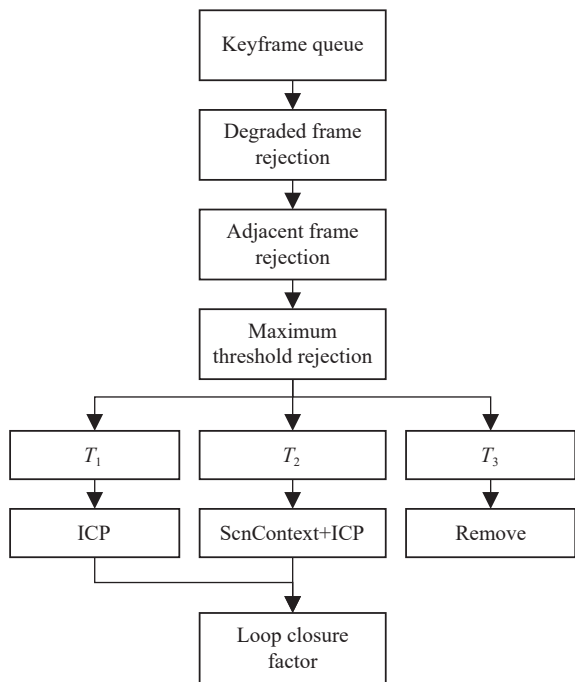 Keyframe queue
Degraded frame
rejection
Adjacent frame
rejection
Maximum
threshold rejection
T₁
T₂
T₃
ICP
ScnContext+ICP
Remove
Loop closure
factor